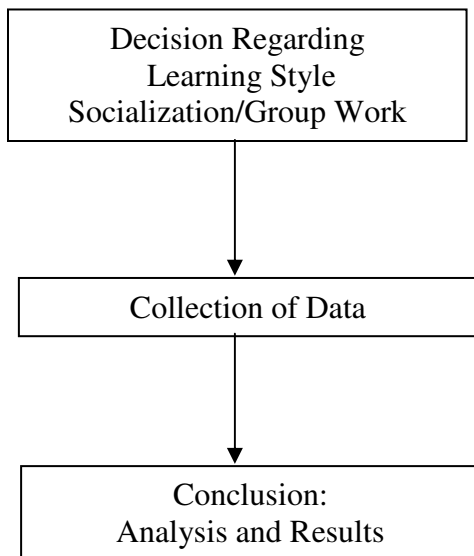 Decision Regarding
Learning Style
Socialization/Group Work
Collection of Data
Conclusion:
Analysis and Results